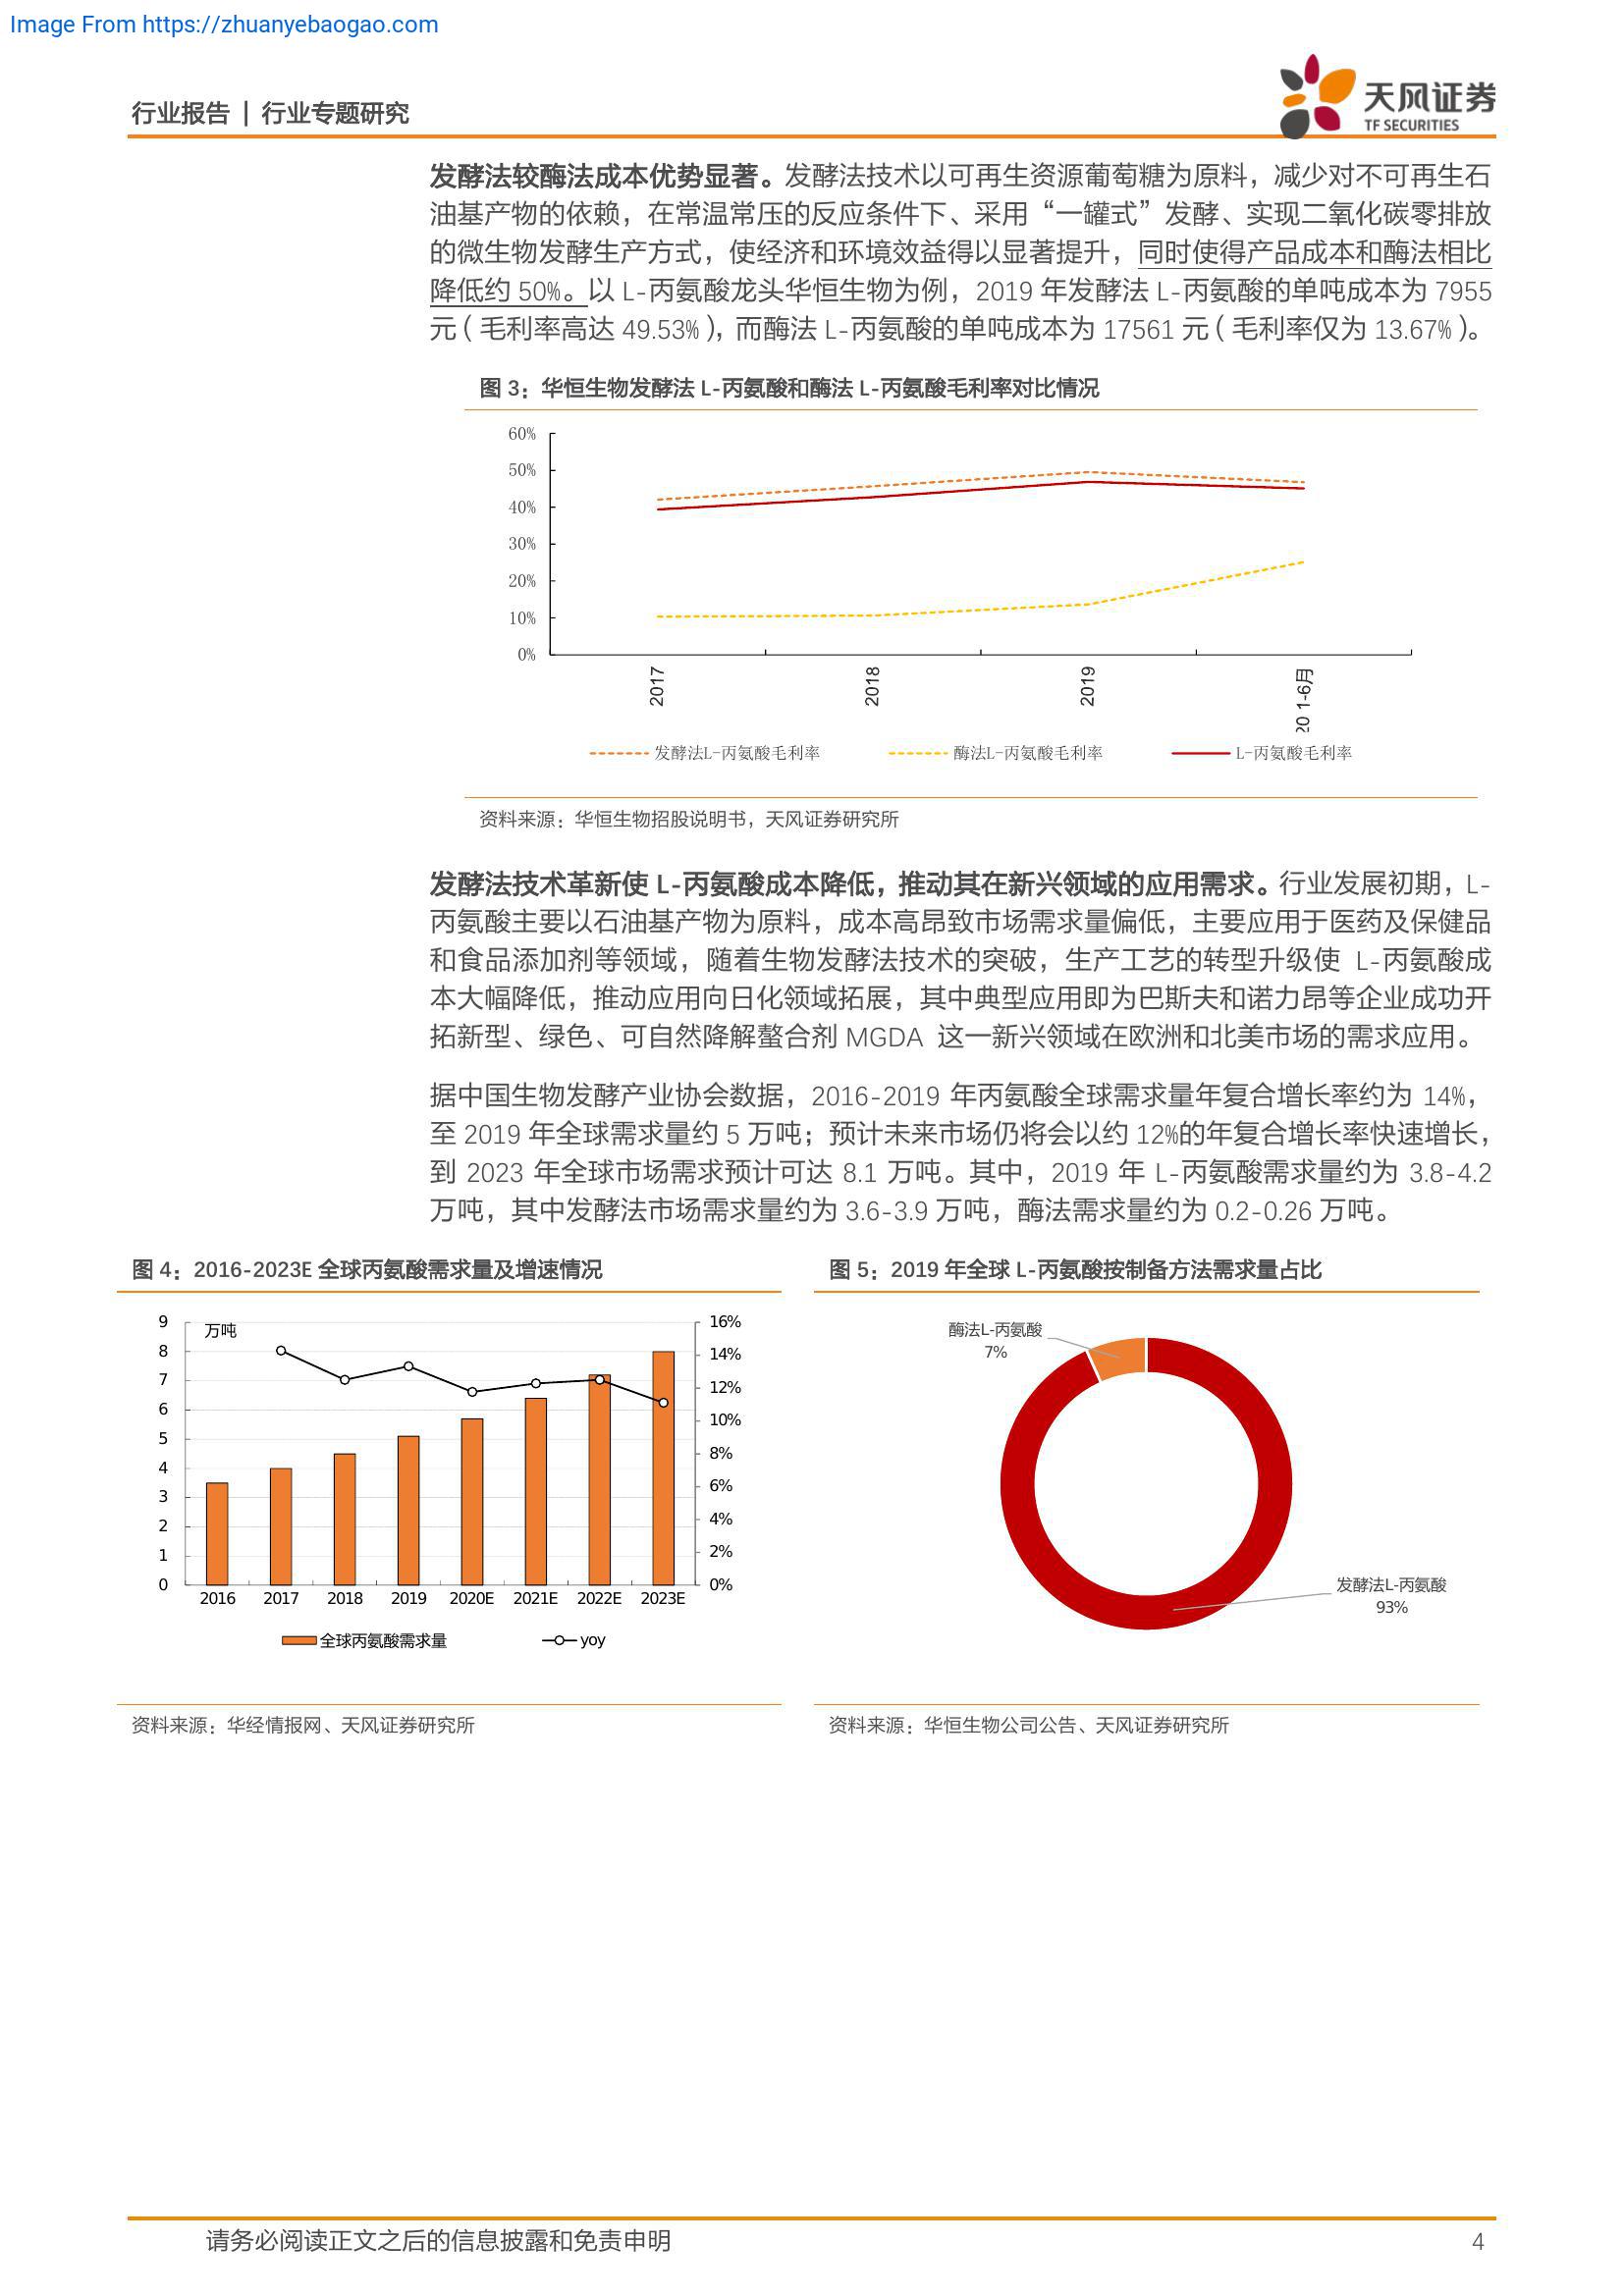 Image From https://zhuanyebaogao.com
行业报告 | 行业专题研究
天风证券
TF SECURITIES
发酵法较酶法成本优势显著。发酵法技术以可再生资源葡萄糖为原料，减少对不可再生石
油基产物的依赖，在常温常压的反应条件下、采用“一罐式”发酵、实现二氧化碳零排放
的微生物发酵生产方式，使经济和环境效益得以显著提升，同时使得产品成本和酶法相比
降低约 50%。以 L-丙氨酸龙头华恒生物为例，2019 年发酵法 L-丙氨酸的单吨成本为 7955
元（毛利率高达 49.53%），而酶法 L-丙氨酸的单吨成本为 17561 元（毛利率仅为 13.67%）。
图 3：华恒生物发酵法 L-丙氨酸和酶法 L-丙氨酸毛利率对比情况
60%
50%
40%
30%
20%
10%
0%
2017
2018
2019
20 1-6月
发酵法L-丙氨酸毛利率
酶法L-丙氨酸毛利率
L-丙氨酸毛利率
资料来源：华恒生物招股说明书，天风证券研究所
发酵法技术革新使 L-丙氨酸成本降低，推动其在新兴领域的应用需求。行业发展初期，L-
丙氨酸主要以石油基产物为原料，成本高昂致市场需求量偏低，主要应用于医药及保健品
和食品添加剂等领域，随着生物发酵法技术的突破，生产工艺的转型升级使 L-丙氨酸成
本大幅降低，推动应用向日化领域拓展，其中典型应用即为巴斯夫和诺力昂等企业成功开
拓新型、绿色、可自然降解螯合剂 MGDA 这一新兴领域在欧洲和北美市场的需求应用。
据中国生物发酵产业协会数据，2016-2019 年丙氨酸全球需求量年复合增长率约为 14%，
至 2019 年全球需求量约 5 万吨；预计未来市场仍将会以约 12%的年复合增长率快速增长，
到 2023 年全球市场需求预计可达 8.1 万吨。其中，2019 年 L-丙氨酸需求量约为 3.8-4.2
万吨，其中发酵法市场需求量约为 3.6-3.9 万吨，酶法需求量约为 0.2-0.26 万吨。
图 4：2016-2023E 全球丙氨酸需求量及增速情况
9
8
7
6
5
4
3
2
1
0
万吨
16%
14%
12%
10%
8%
6%
4%
2%
0%
2016 2017 2018 2019 2020E 2021E 2022E 2023E
全球丙氨酸需求量
yoy
资料来源：华经情报网、天风证券研究所
图 5：2019 年全球 L-丙氨酸按制备方法需求量占比
酶法L-丙氨酸
7%
发酵法L-丙氨酸
93%
资料来源：华恒生物公司公告、天风证券研究所
请务必阅读正文之后的信息披露和免责申明
4